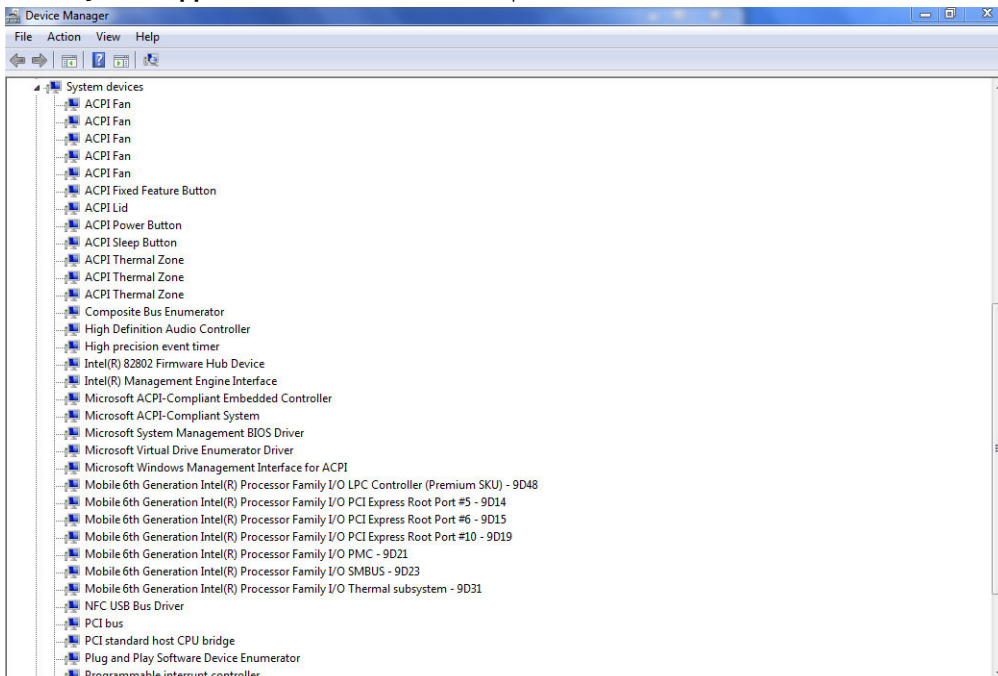 Device Manager
File Action View Help
System devices
ACPI Fan
ACPI Fan
ACPI Fan
ACPI Fan
ACPI Fan
ACPI Fixed Feature Button
ACPI Lid
ACPI Power Button
ACPI Sleep Button
ACPI Thermal Zone
ACPI Thermal Zone
ACPI Thermal Zone
Composite Bus Enumerator
High Definition Audio Controller
High precision event timer
Intel(R) 82802 Firmware Hub Device
Intel(R) Management Engine Interface
Microsoft ACPI-Compliant Embedded Controller
Microsoft ACPI-Compliant System
Microsoft System Management BIOS Driver
Microsoft Virtual Drive Enumerator Driver
Microsoft Windows Management Interface for ACPI
Mobile 6th Generation Intel(R) Processor Family I/O LPC Controller (Premium SKU) - 9D48
Mobile 6th Generation Intel(R) Processor Family I/O PCI Express Root Port #5 - 9D14
Mobile 6th Generation Intel(R) Processor Family I/O PCI Express Root Port #6 - 9D15
Mobile 6th Generation Intel(R) Processor Family I/O PCI Express Root Port #10 - 9D19
Mobile 6th Generation Intel(R) Processor Family I/O PMC - 9D21
Mobile 6th Generation Intel(R) Processor Family I/O SMBUS - 9D23
Mobile 6th Generation Intel(R) Processor Family I/O Thermal subsystem - 9D31
NFC USB Bus Driver
PCI bus
PCI standard host CPU bridge
Plug and Play Software Device Enumerator
Programmable interrupt controller